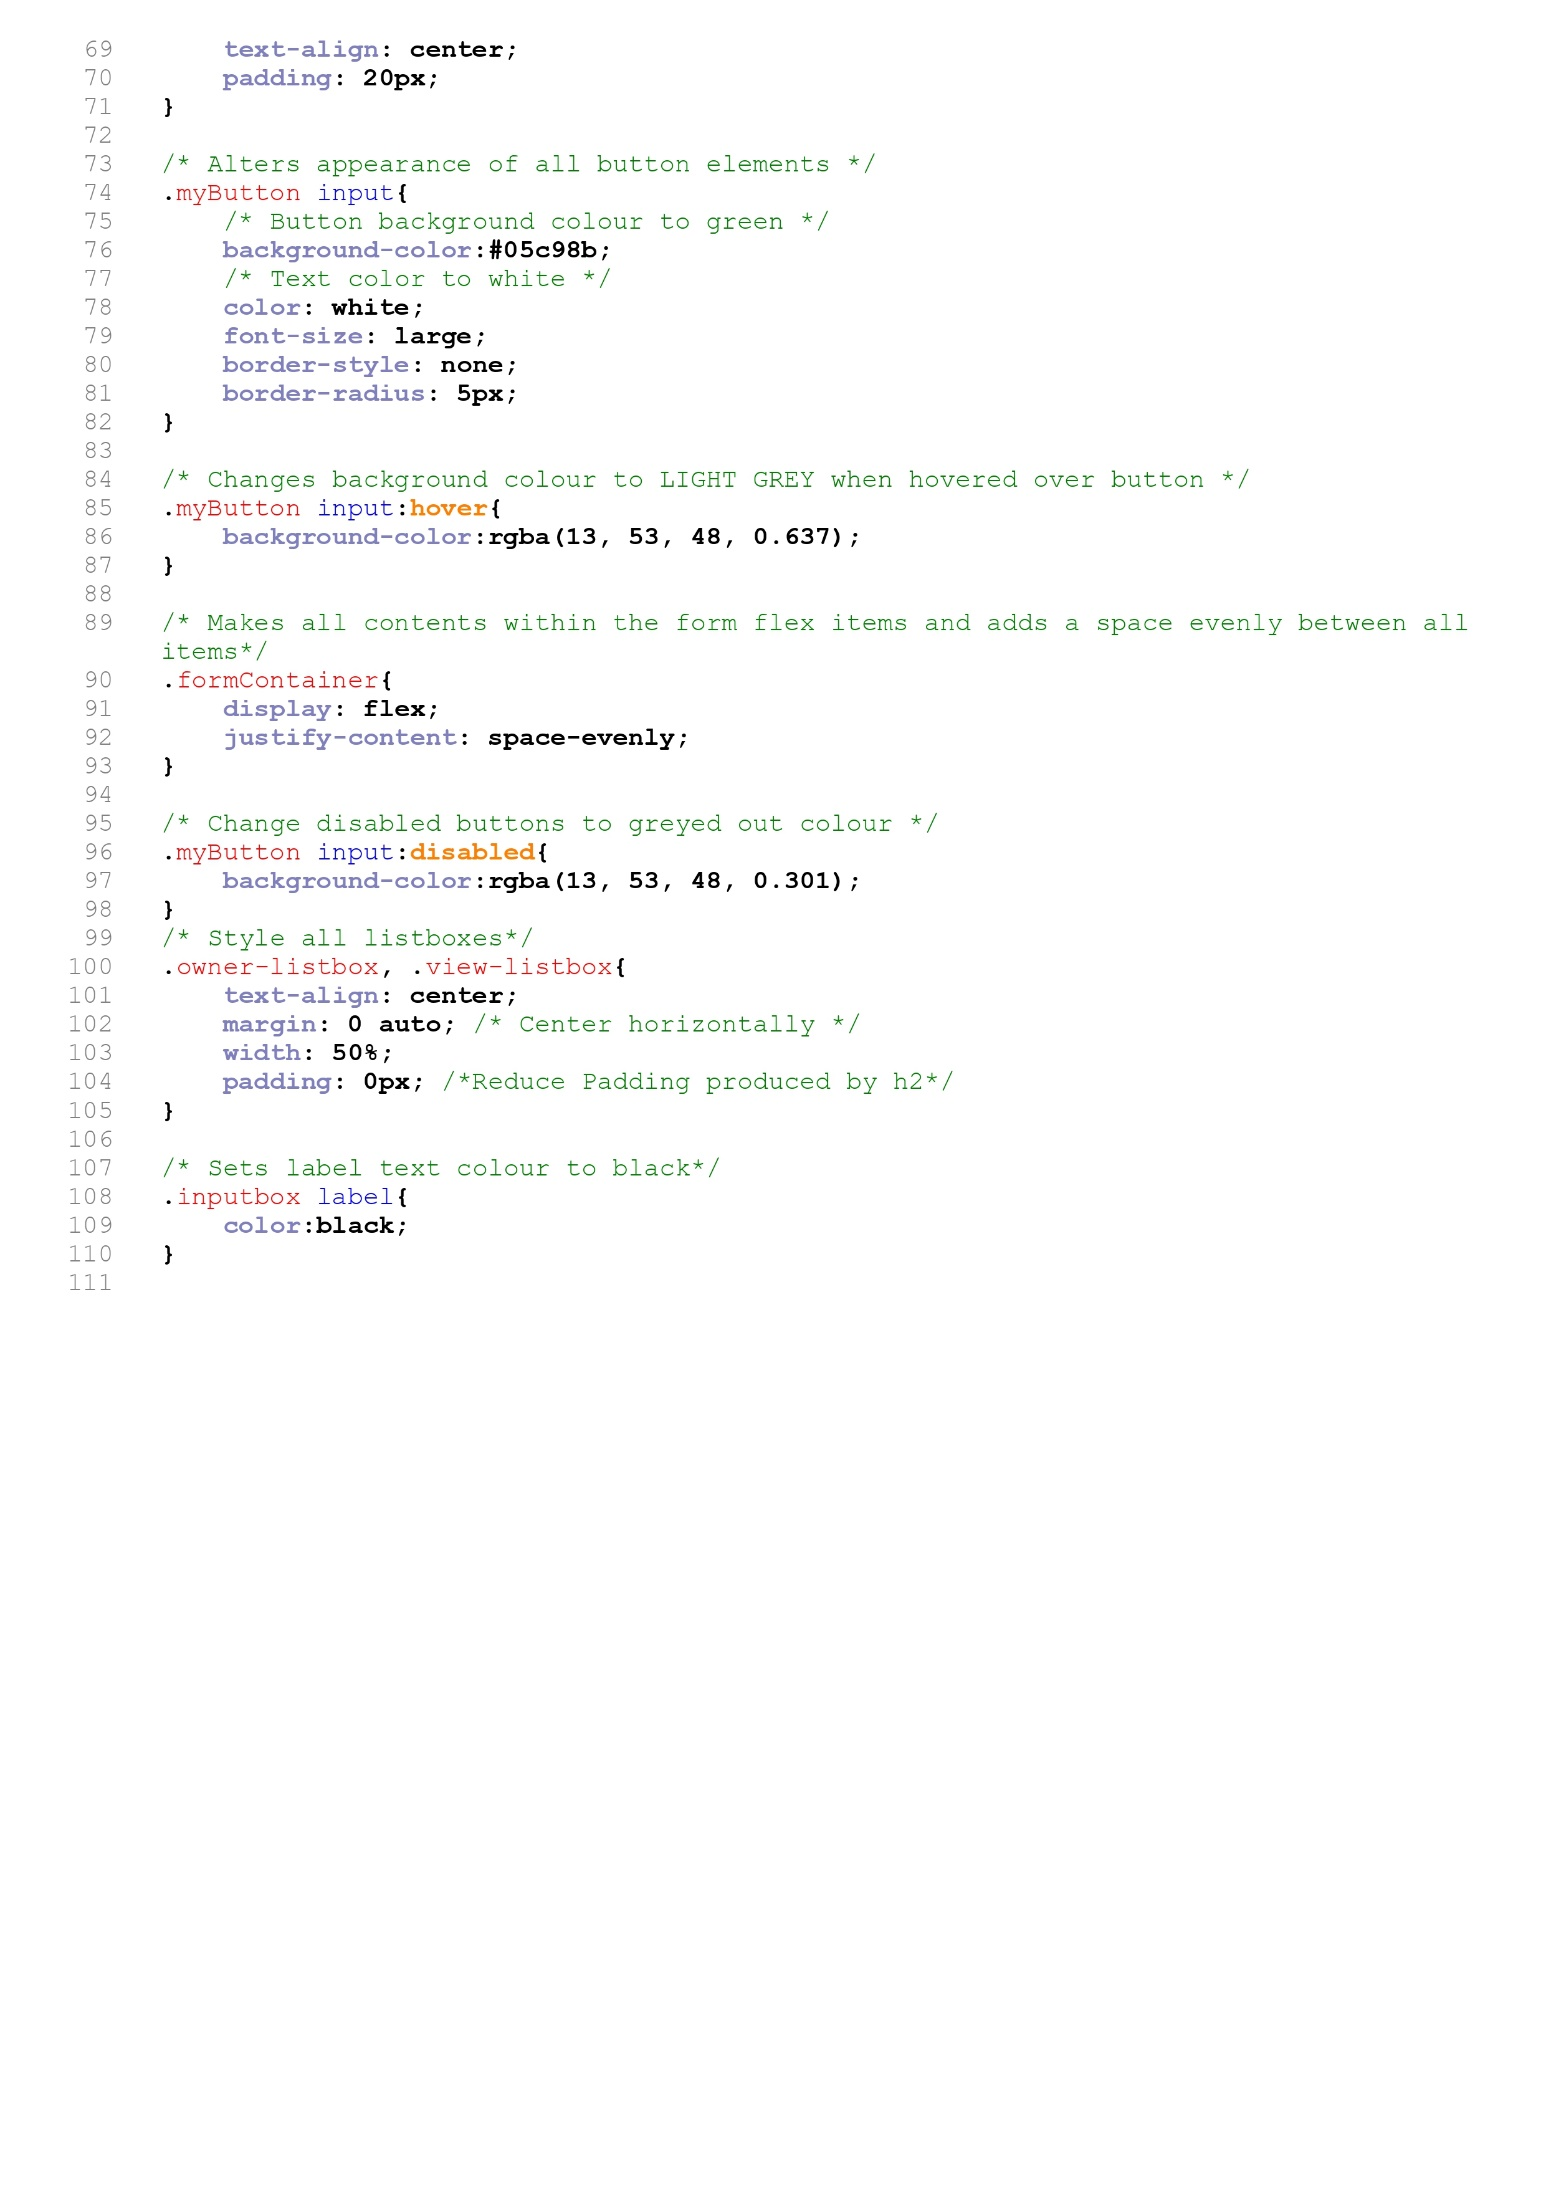 69 text-align: center;
70 padding: 20px;
71 }
72
73 /* Alters appearance of all button elements */
74 .myButton input{
75 /* Button background colour to green */
76 background-color:#05c98b;
77 /* Text color to white */
78 color: white;
79 font-size: large;
80 border-style: none;
81 border-radius: 5px;
82 }
83
84 /* Changes background colour to LIGHT GREY when hovered over button */
85 .myButton input:hover{
86 background-color:rgba(13, 53, 48, 0.637);
87 }
88
89 /* Makes all contents within the form flex items and adds a space evenly between all
items*/
90 .formContainer{
91 display: flex;
92 justify-content: space-evenly;
93 }
94
95 /* Change disabled buttons to greyed out colour */
96 .myButton input:disabled{
97 background-color:rgba(13, 53, 48, 0.301);
98 }
99 /* Style all listboxes*/
100 .owner-listbox, .view-listbox{
101 text-align: center;
102 margin: 0 auto; /* Center horizontally */
103 width: 50%;
104 padding: 0px; /*Reduce Padding produced by h2*/
105 }
106
107 /* Sets label text colour to black*/
108 .inputbox label{
109 color:black;
110 }
111